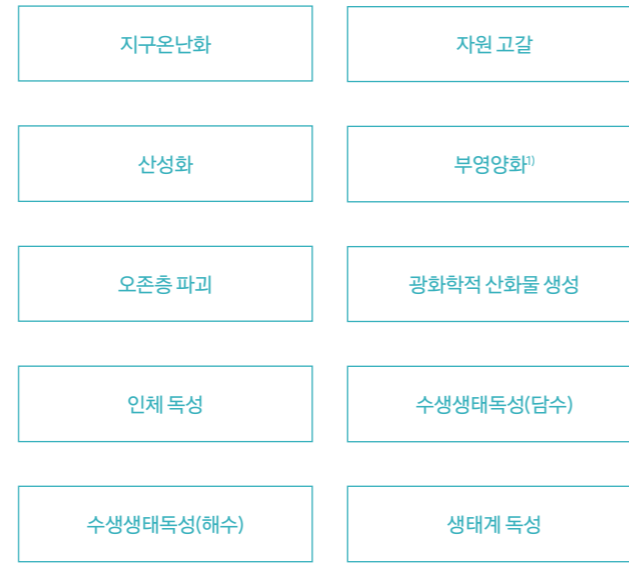 지구온난화
자원 고갈
산성화
부영양화¹⁾
오존층 파괴
광화학적 산화물 생성
인체 독성
수생생태독성(담수)
수생생태독성(해수)
생태계 독성